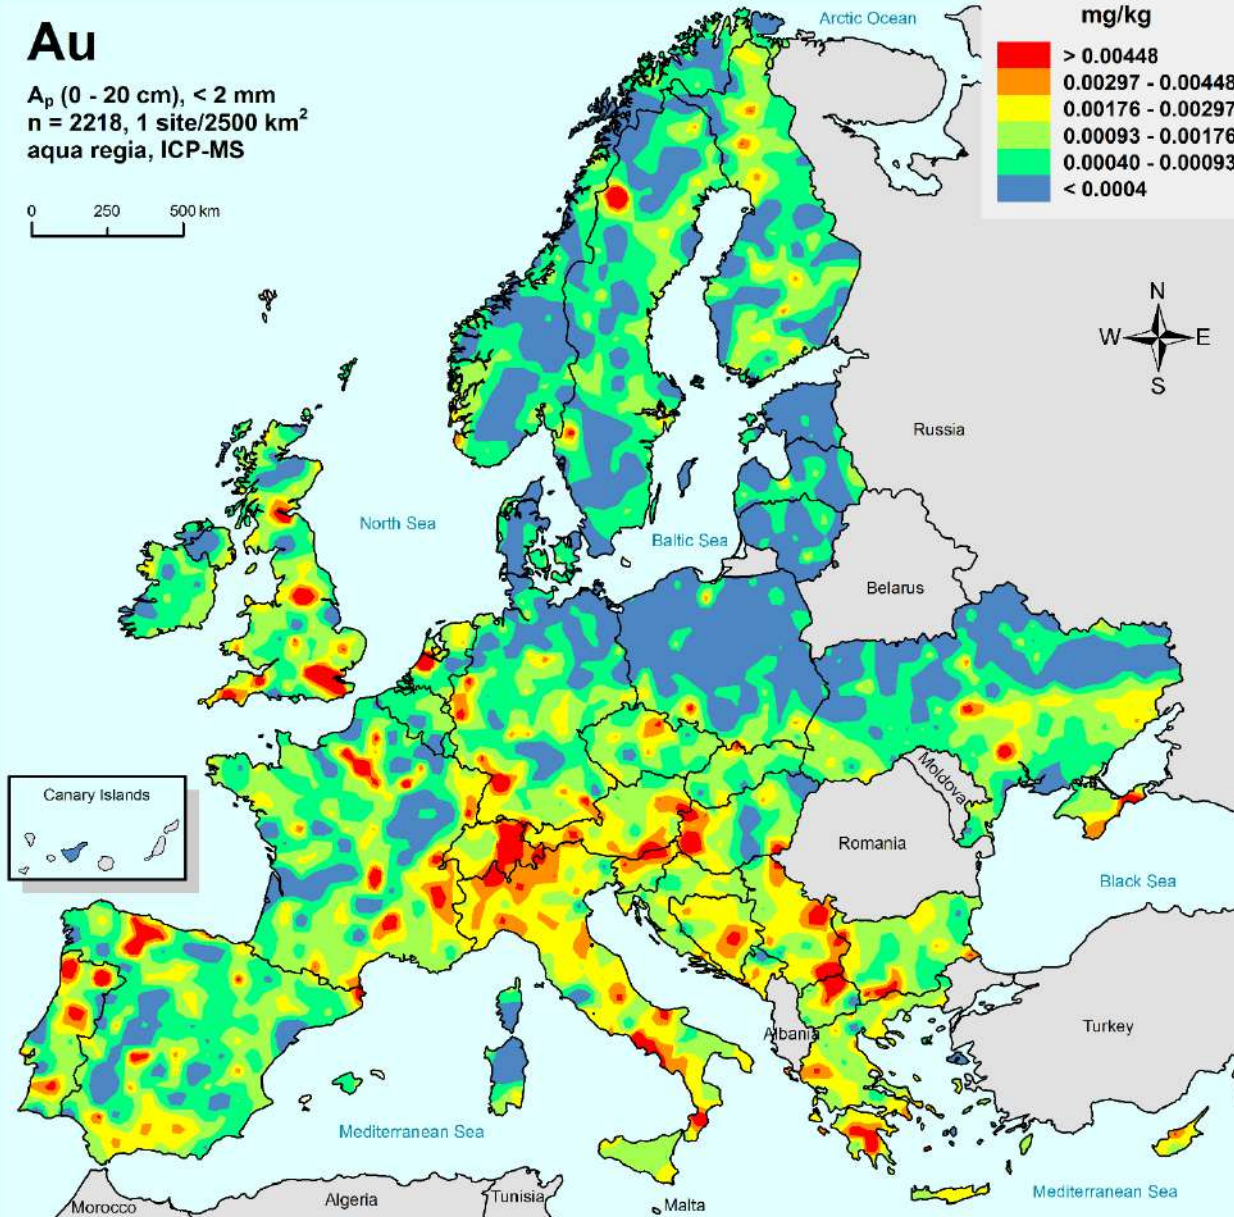 Au
Aₚ (0 - 20 cm), < 2 mm
n = 2218, 1 site/2500 km²
aqua regia, ICP-MS
0 250 500 km
Arctic Ocean
mg/kg
> 0.00448
0.00297 - 0.00448
0.00176 - 0.00297
0.00093 - 0.00176
0.00040 - 0.00093
< 0.0004
N
W E
S
Russia
North Sea
Baltic Sea
Belarus
Moldova
Canary Islands
Romania
Black Sea
Albania
Turkey
Mediterranean Sea
Mediterranean Sea
Morocco
Algeria
Tunisia
Malta